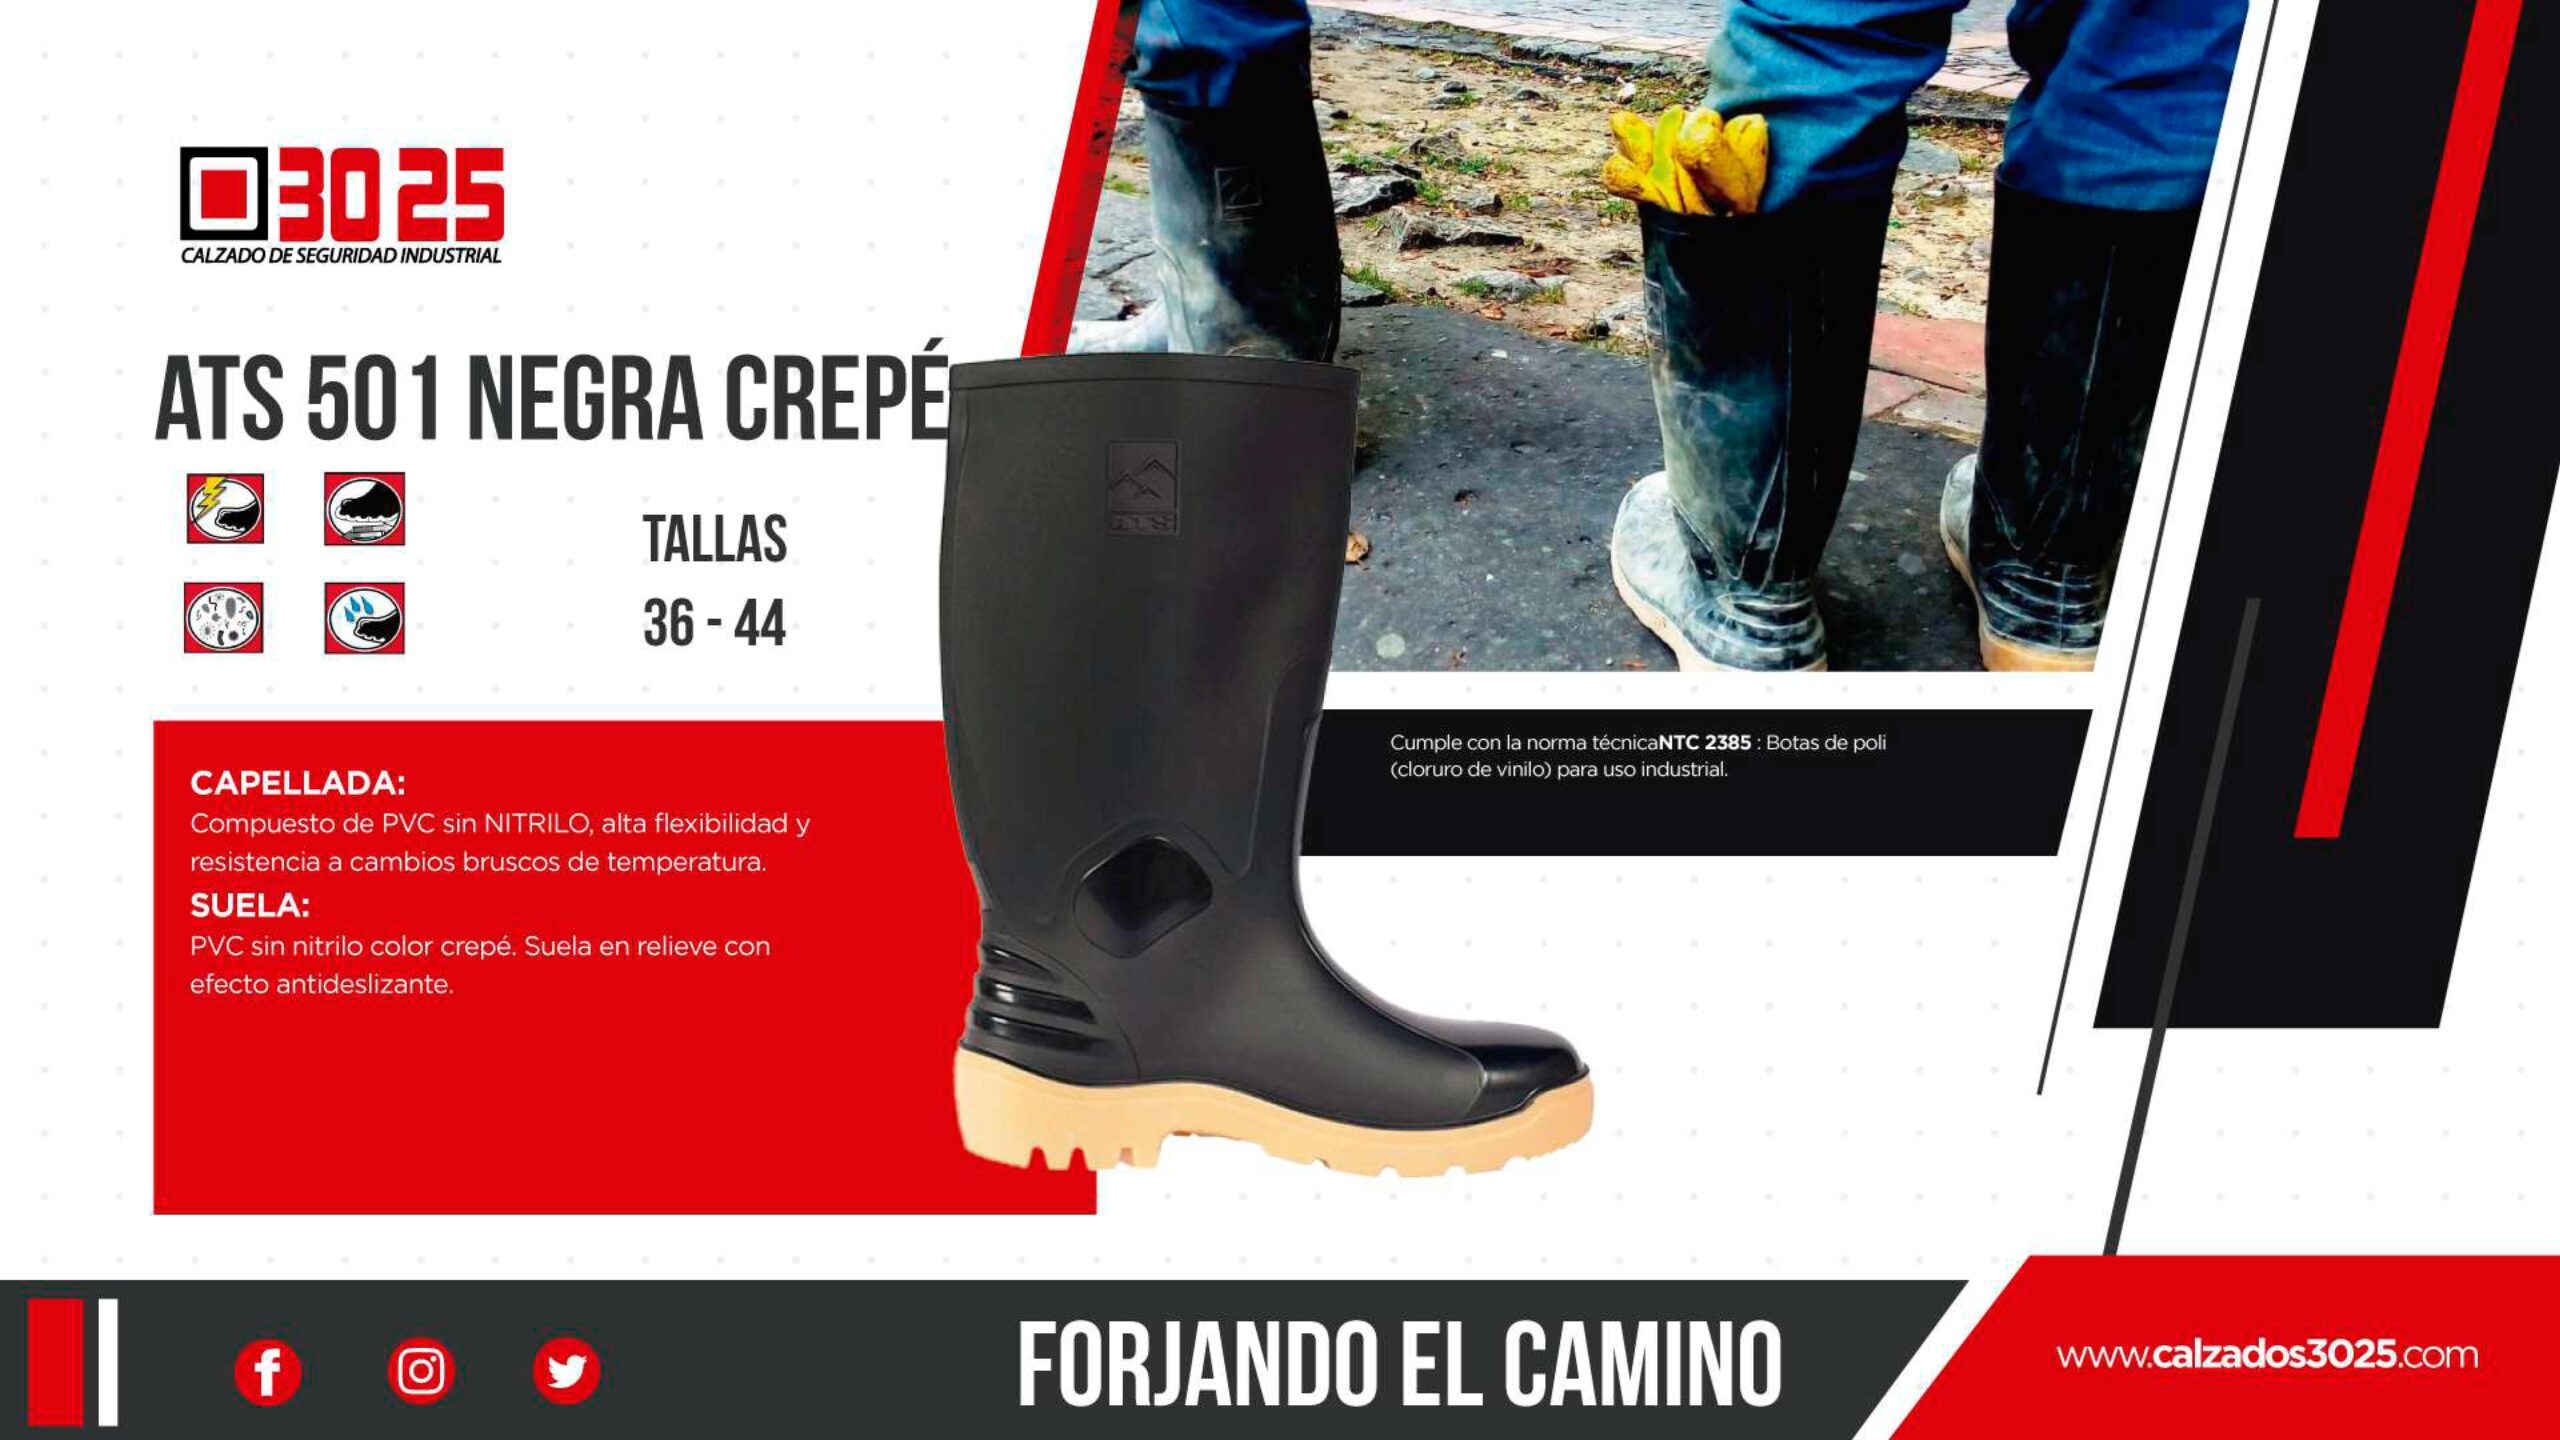 3025
CALZADO DE SEGURIDAD INDUSTRIAL
ATS 501 NEGRA CREPÉ
TALLAS
36 - 44
ATS
Cumple con la norma técnicaNTC 2385 : Botas de poli
(cloruro de vinilo) para uso industrial.
CAPELLADA:
Compuesto de PVC sin NITRILO, alta flexibilidad y
resistencia a cambios bruscos de temperatura.
SUELA:
PVC sin nitrilo color crepé. Suela en relieve con
efecto antideslizante.
FORJANDO EL CAMINO
www.calzados3025.com